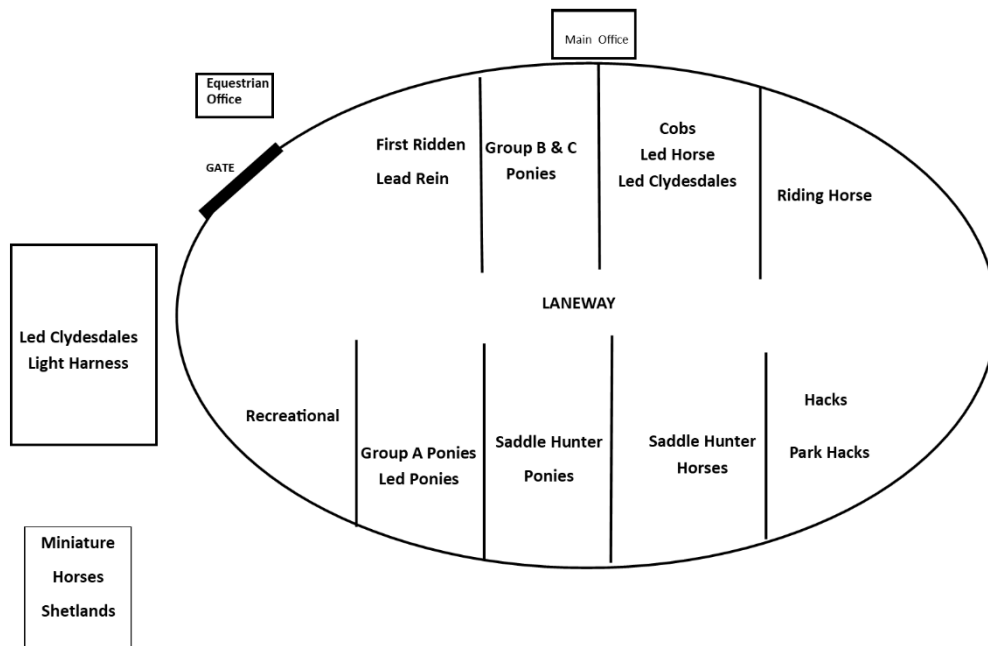 Main Office
Equestrian
Office
GATE
First Ridden
Lead Rein
Group B & C
Ponies
Cobs
Led Horse
Led Clydesdales
Riding Horse
LANEWAY
Led Clydesdales
Light Harness
Recreational
Group A Ponies
Led Ponies
Saddle Hunter
Ponies
Saddle Hunter
Horses
Hacks
Park Hacks
Miniature
Horses
Shetlands